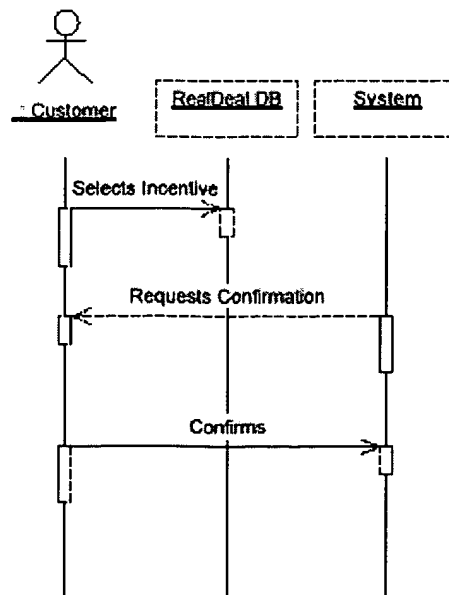 : Customer
RealDeal DB
System
Selects Incentive
Requests Confirmation
Confirms